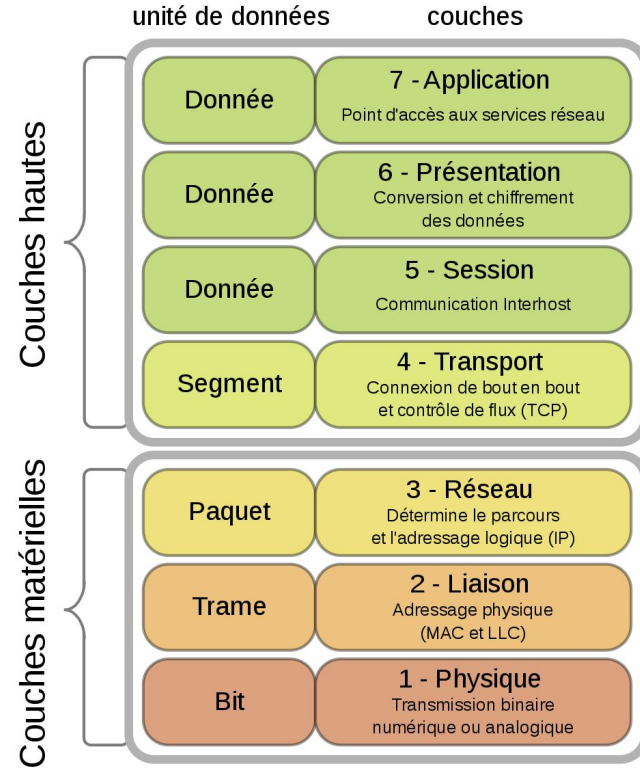 unité de données couches
Couches hautes
Donnée
7 - Application
Point d'accès aux services réseau
Donnée
6 - Présentation
Conversion et chiffrement
des données
Donnée
5 - Session
Communication Interhost
Segment
4 - Transport
Connexion de bout en bout
et contrôle de flux (TCP)
Couches matérielles
Paquet
3 - Réseau
Détermine le parcours
et l'adressage logique (IP)
Trame
2 - Liaison
Adressage physique
(MAC et LLC)
Bit
1 - Physique
Transmission binaire
numérique ou analogique